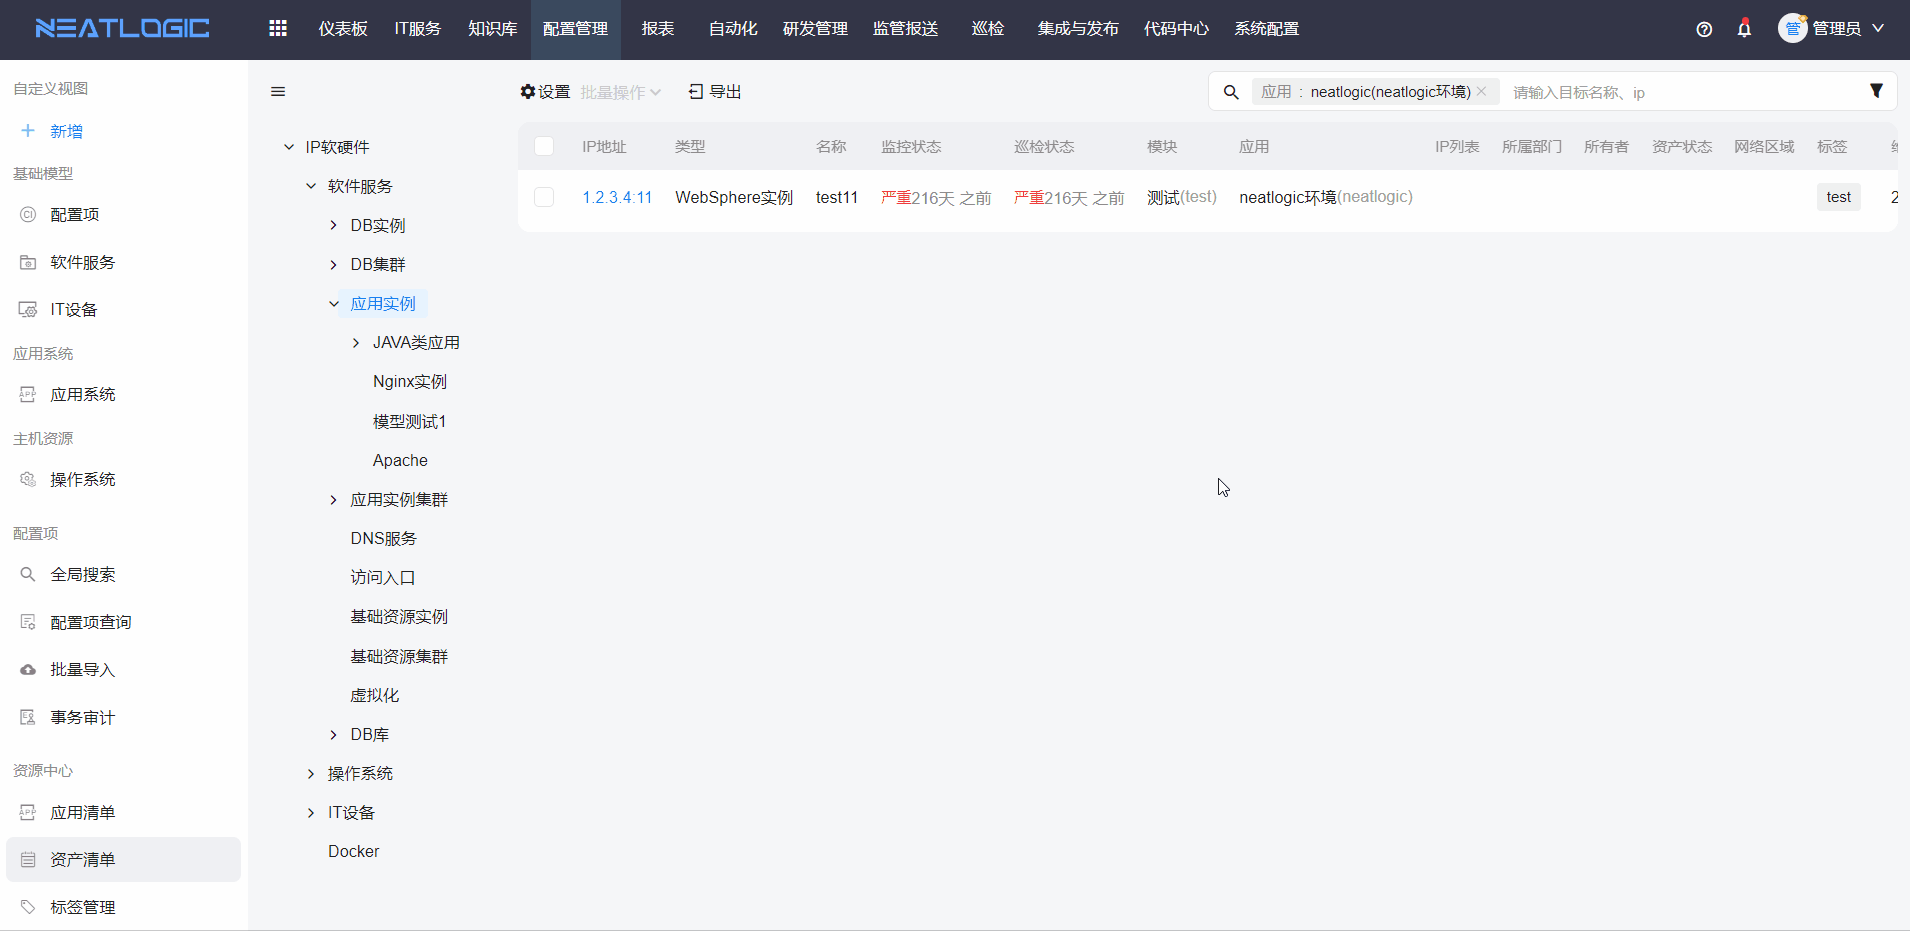 NEATLOGIC 仪表板 IT服务 知识库 配置管理 报表 自动化 研发管理 监管报送 巡检 集成与发布 代码中心 系统配置 管 管理员
自定义视图
新增
基础模型
配置项
软件服务
IT设备
应用系统
应用系统
主机资源
操作系统
配置项
全局搜索
配置项查询
批量导入
事务审计
资源中心
应用清单
资产清单
标签管理
IP软硬件
软件服务
DB实例
DB集群
应用实例
JAVA类应用
Nginx实例
模型测试1
Apache
应用实例集群
DNS服务
访问入口
基础资源实例
基础资源集群
虚拟化
DB库
操作系统
IT设备
Docker
设置 批量操作 导出 应用 : neatlogic(neatlogic环境) 请输入目标名称、ip
IP地址 类型 名称 监控状态 巡检状态 模块 应用 IP列表 所属部门 所有者 资产状态 网络区域 标签
1.2.3.4:11 WebSphere实例 test11 严重216天 之前 严重216天 之前 测试(test) neatlogic环境(neatlogic) test 2